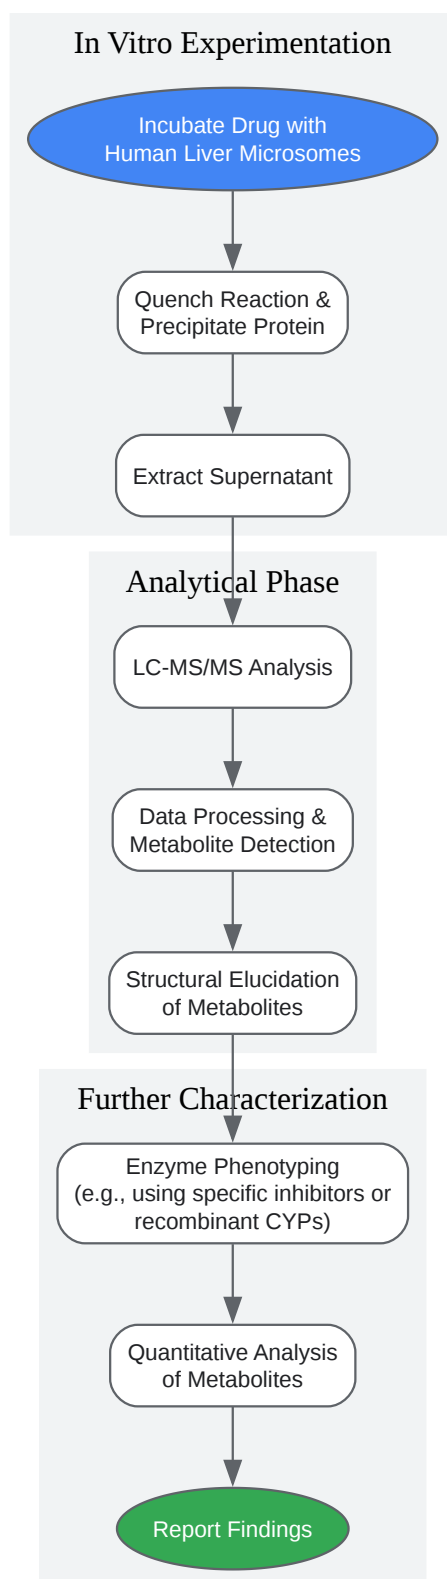 In Vitro Experimentation
Incubate Drug with
Human Liver Microsomes
Quench Reaction &
Precipitate Protein
Extract Supernatant
Analytical Phase
LC-MS/MS Analysis
Data Processing &
Metabolite Detection
Structural Elucidation
of Metabolites
Further Characterization
Enzyme Phenotyping
(e.g., using specific inhibitors or
recombinant CYPs)
Quantitative Analysis
of Metabolites
Report Findings